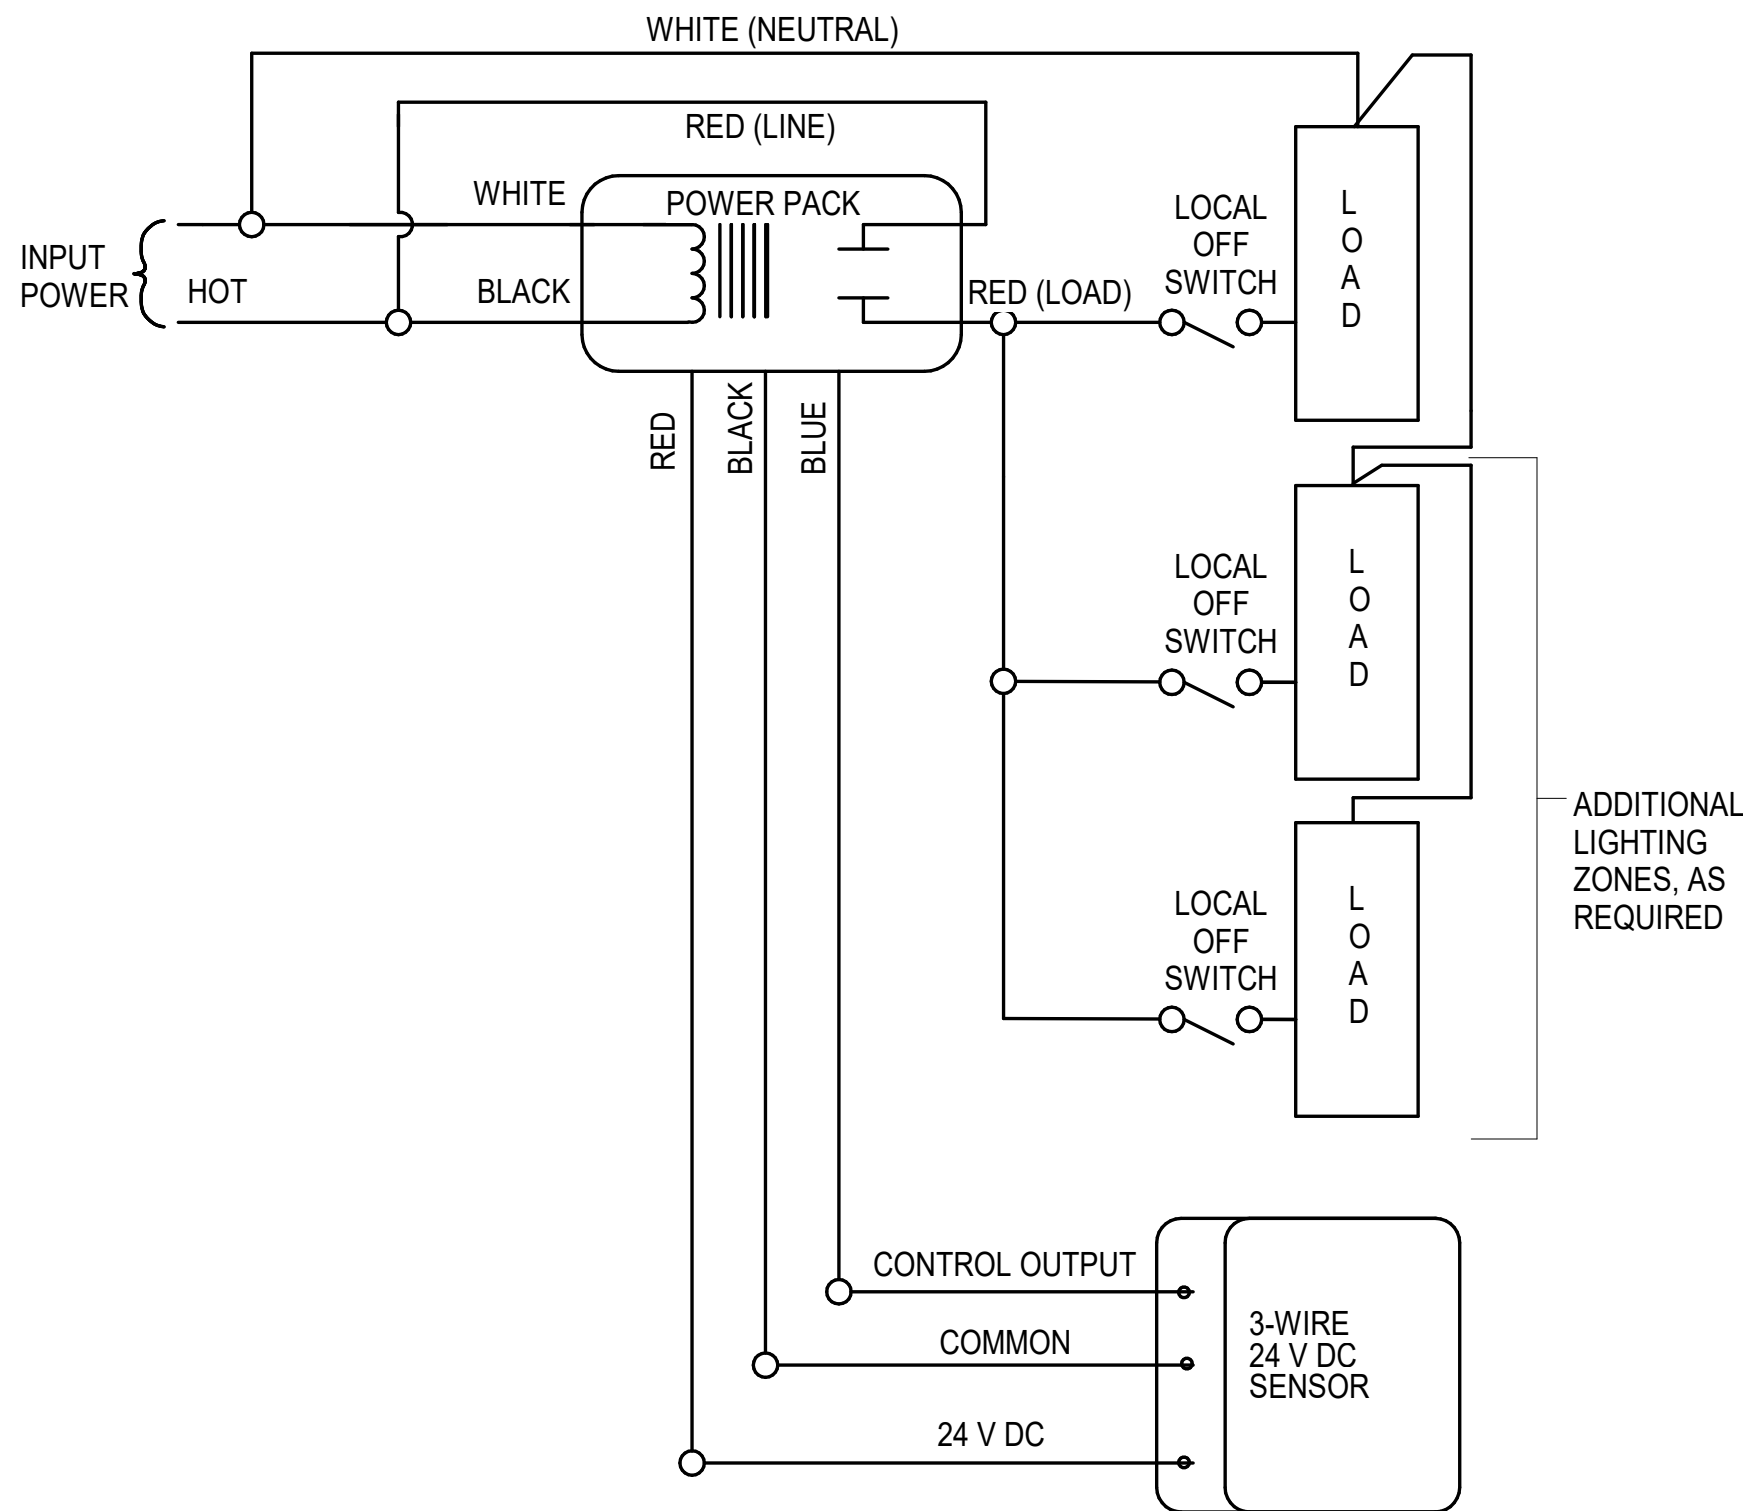 WHITE (NEUTRAL)
RED (LINE)
WHITE
POWER PACK
INPUT
POWER
HOT
BLACK
RED (LOAD)
LOCAL
OFF
SWITCH
L
O
A
D
RED
BLACK
BLUE
LOCAL
OFF
SWITCH
L
O
A
D
ADDITIONAL
LIGHTING
ZONES, AS
REQUIRED
LOCAL
OFF
SWITCH
L
O
A
D
CONTROL OUTPUT
COMMON
24 V DC
3-WIRE
24 V DC
SENSOR